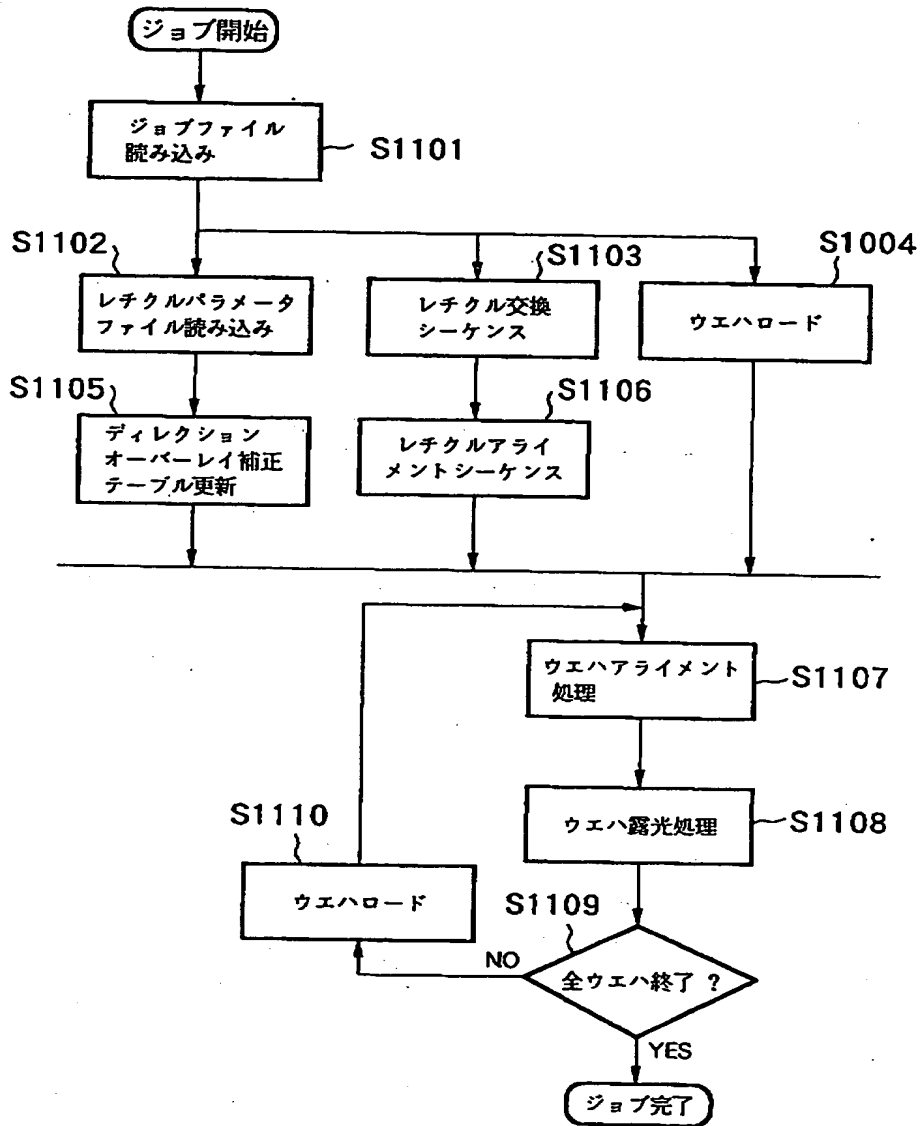 ジョブ開始
ジョブファイル
読み込み
S1101
S1102
S1103
S1004
レチクルパラメータ
ファイル読み込み
レチクル交換
シーケンス
ウエハロード
S1105
S1106
ディレクション
オーバーレイ補正
テーブル更新
レチクルアライ
メントシーケンス
ウエハアライメント
処理
S1107
ウエハ露光処理
S1108
S1110
ウエハロード
S1109
NO
全ウエハ終了 ?
YES
ジョブ完了